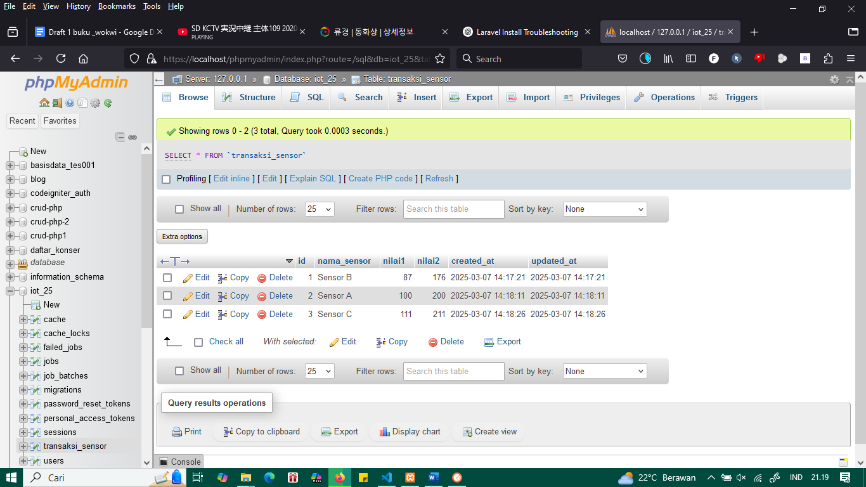 File Edit View History Bookmarks Tools Help
Draft 1 buku_wokwi - Google D
SD KCTV 实况中继 主体109 2020
PLAYING
류경 | 동화상 | 상세정보
Laravel Install Troubleshooting
localhost / 127.0.0.1 / iot_25 / tr
https://localhost/phpmyadmin/index.php?route=/sql&db=iot_25&ta
Search
phpMyAdmin
Recent Favorites
New
basisdata_tes001
blog
codeigniter_auth
crud-php
crud-php-2
crud-php1
daftar_konser
database
information_schema
iot_25
New
cache
cache_locks
failed_jobs
jobs
job_batches
migrations
password_reset_tokens
personal_access_tokens
sessions
transaksi_sensor
users
Server: 127.0.0.1 » Database: iot_25 » Table: transaksi_sensor
Browse Structure SQL Search Insert Export Import Privileges Operations Triggers
Showing rows 0 - 2 (3 total, Query took 0.0003 seconds.)
SELECT * FROM `transaksi_sensor`
Profiling [ Edit inline ] [ Edit ] [ Explain SQL ] [ Create PHP code ] [ Refresh ]
Show all Number of rows: 25 Filter rows: Search this table Sort by key: None
Extra options
←T→ id nama_sensor nilai1 nilai2 created_at updated_at
Edit Copy Delete 1 Sensor B 87 176 2025-03-07 14:17:21 2025-03-07 14:17:21
Edit Copy Delete 2 Sensor A 100 200 2025-03-07 14:18:11 2025-03-07 14:18:11
Edit Copy Delete 3 Sensor C 111 211 2025-03-07 14:18:26 2025-03-07 14:18:26
Check all With selected: Edit Copy Delete Export
Show all Number of rows: 25 Filter rows: Search this table Sort by key: None
Query results operations
Print Copy to clipboard Export Display chart Create view
Console
Cari
22°C Berawan
IND
21.19